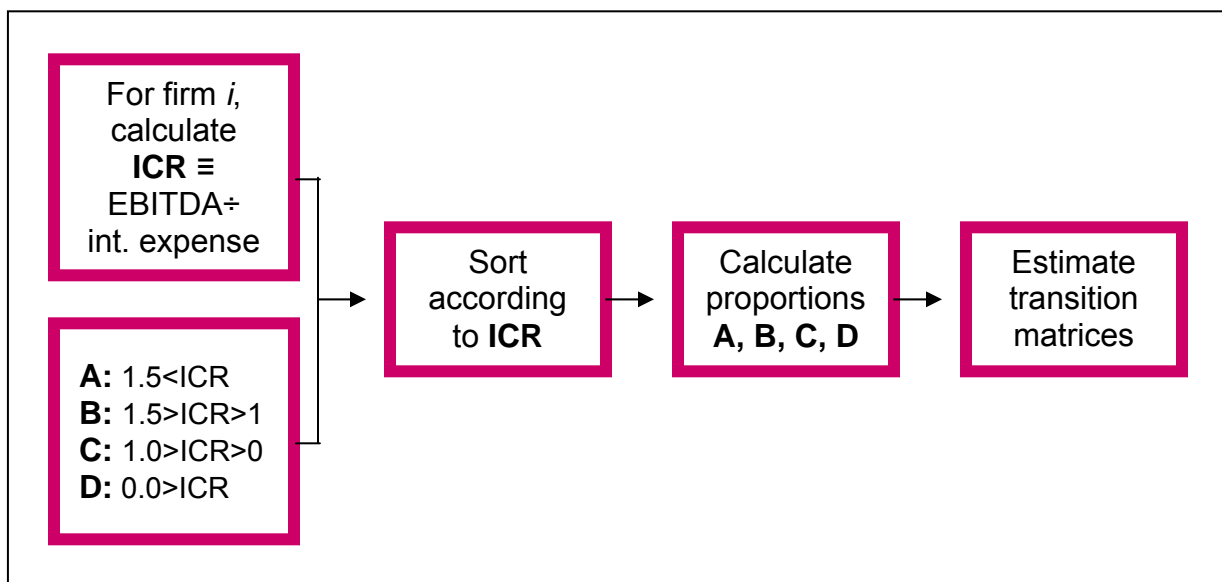 For firm i,
calculate
ICR ≡
EBITDA÷
int. expense
A: 1.5<ICR
B: 1.5>ICR>1
C: 1.0>ICR>0
D: 0.0>ICR
Sort
according
to ICR
Calculate
proportions
A, B, C, D
Estimate
transition
matrices